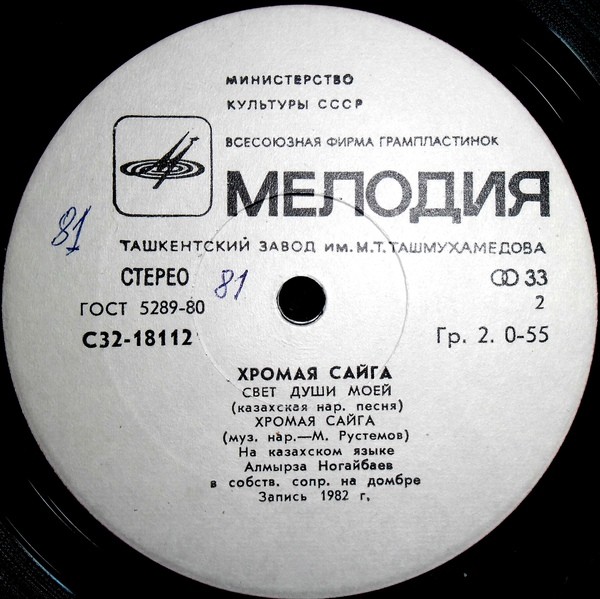 МИНИСТЕРСТВО
КУЛЬТУРЫ СССР
ВСЕСОЮЗНАЯ ФИРМА ГРАМПЛАСТИНОК
МЕЛОДИЯ
ТАШКЕНТСКИЙ ЗАВОД ИМ. М.Т. ТАШМУХАМЕДОВА
81
СТЕРЕО 81 33
ГОСТ 5289-80 2
С32-18112 Гр. 2. 0-55
ХРОМАЯ САЙГА
СВЕТ ДУШИ МОЕЙ
(казахская нар. песня)
ХРОМАЯ САЙГА
(муз. нар.—М. Рустемов)
На казахском языке
Алмырза Ногайбаев
в собств. сопр. на домбре
Запись 1982 г.